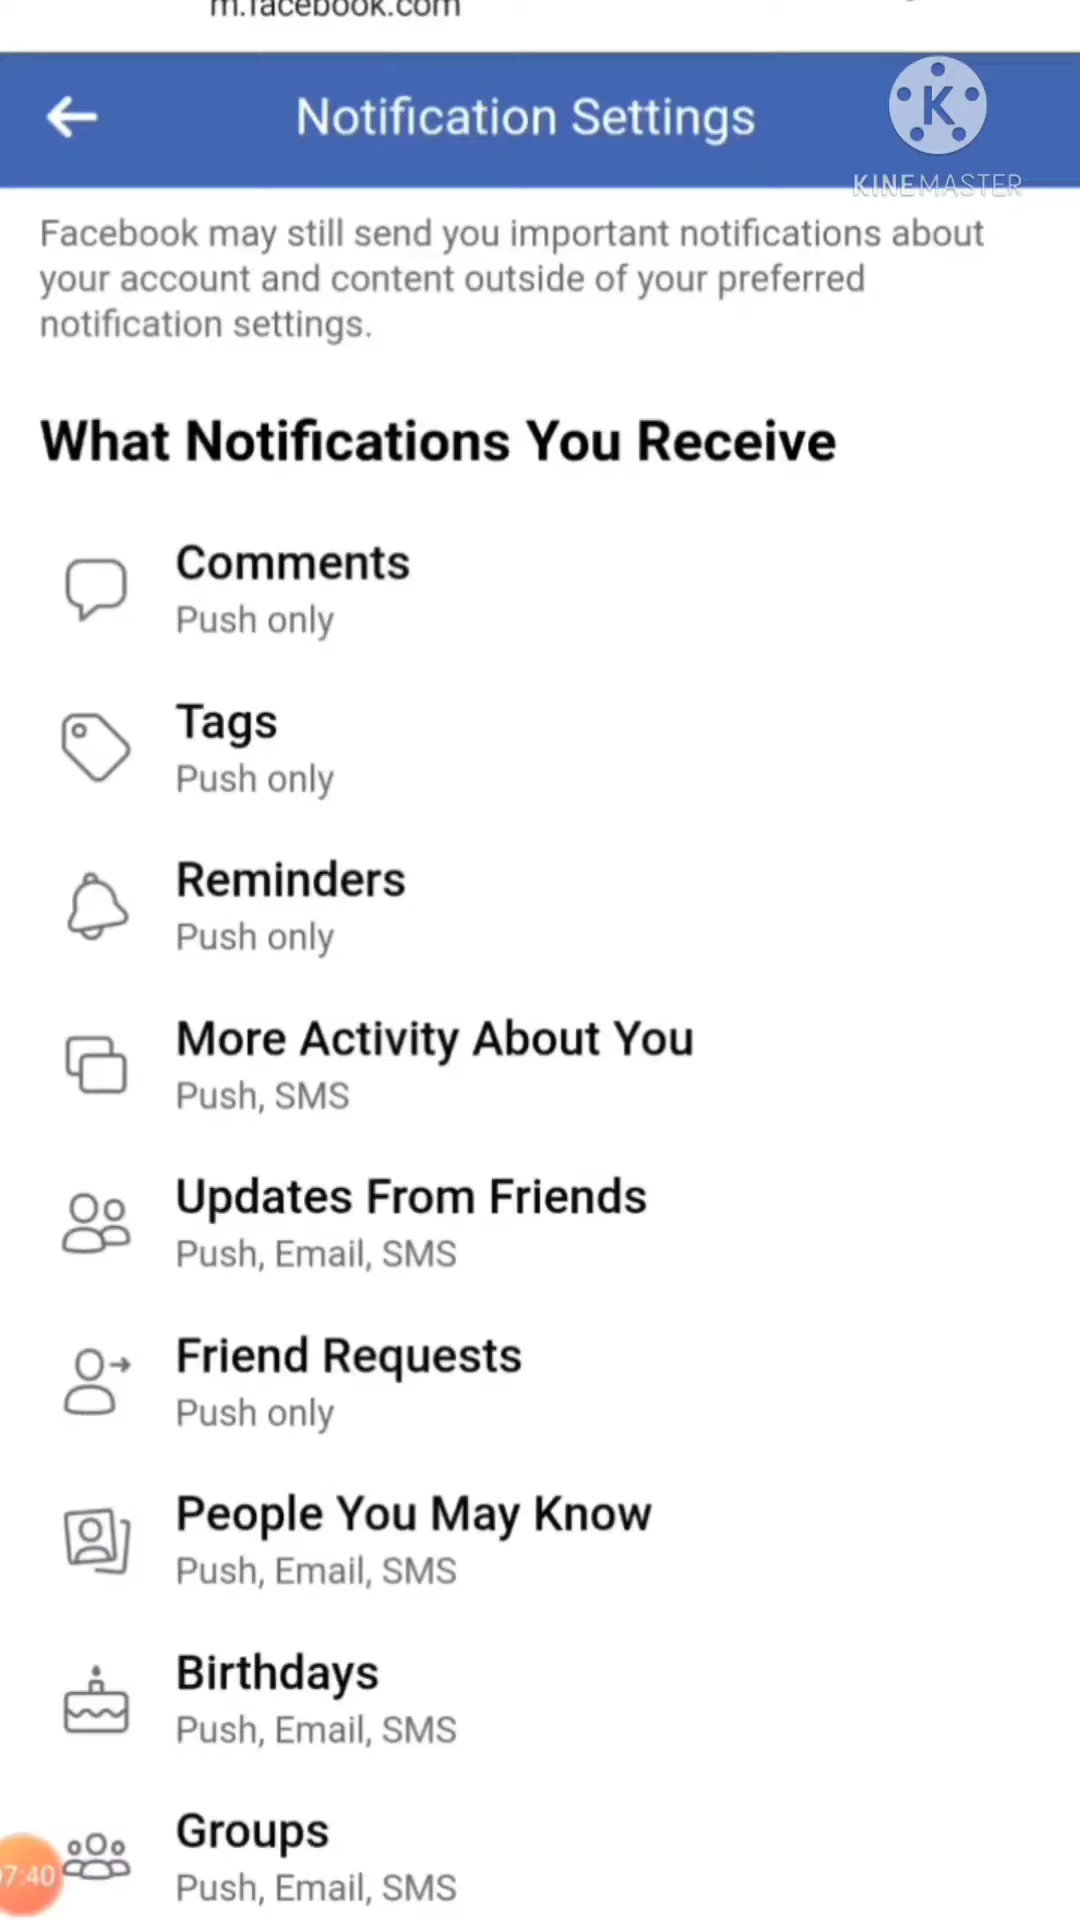 m.facebook.com
Notification Settings
K
KINEMASTER
Facebook may still send you important notifications about
your account and content outside of your preferred
notification settings.
What Notifications You Receive
Comments
Push only
Tags
Push only
Reminders
Push only
More Activity About You
Push, SMS
Updates From Friends
Push, Email, SMS
Friend Requests
Push only
People You May Know
Push, Email, SMS
Birthdays
Push, Email, SMS
Groups
Push, Email, SMS
07:40